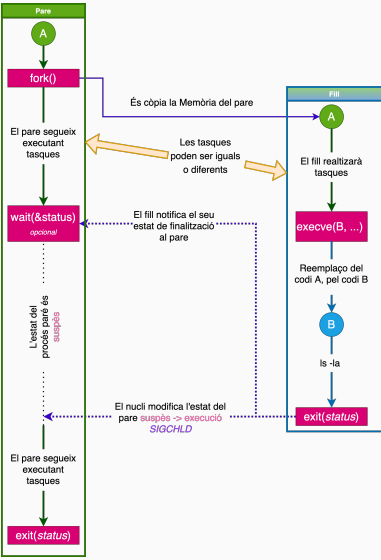 Pare
A
fork()
És còpia la Memòria del pare
Fill
A
El pare segueix
executant
tasques
Les tasques
poden ser iguals
o diferents
El fill realtizarà
tasques
wait(&status)
opcional
El fill notifica el seu
estat de finalització
al pare
execve(B, ...)
Reemplaço del
codi A, pel codi B
L'estat del
procés paré és
suspès
B
ls -la
El nucli modifica l'estat del
pare suspès -> execució
SIGCHLD
exit(status)
El pare segueix
executant
tasques
exit(status)